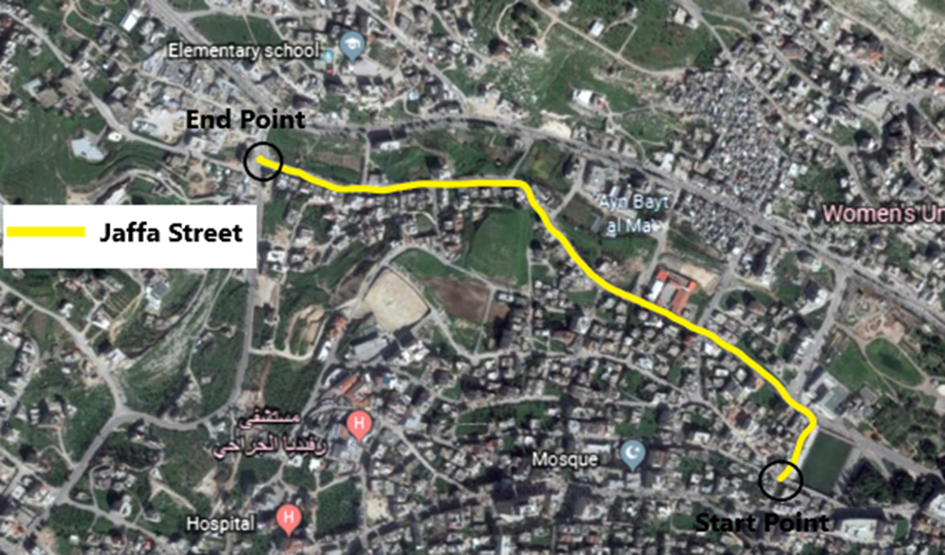 Elementary school
End Point
Ayn Bayt
al Ma'
Women's Un
Jaffa Street
مستشفى
رفيديا الجراحي
H
Mosque
Hospital
H
Start Point